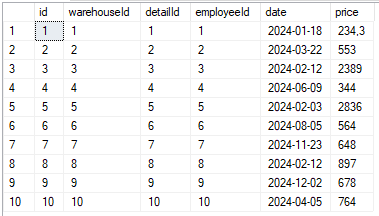 id warehouseId detailId employeeId date price
1 1 1 1 1 2024-01-18 234,3
2 2 2 2 2 2024-03-22 553
3 3 3 3 3 2024-02-12 2389
4 4 4 4 4 2024-06-09 344
5 5 5 5 5 2024-02-03 2836
6 6 6 6 6 2024-08-05 564
7 7 7 7 7 2024-11-23 648
8 8 8 8 8 2024-02-12 897
9 9 9 9 9 2024-12-02 678
10 10 10 10 10 2024-04-05 764